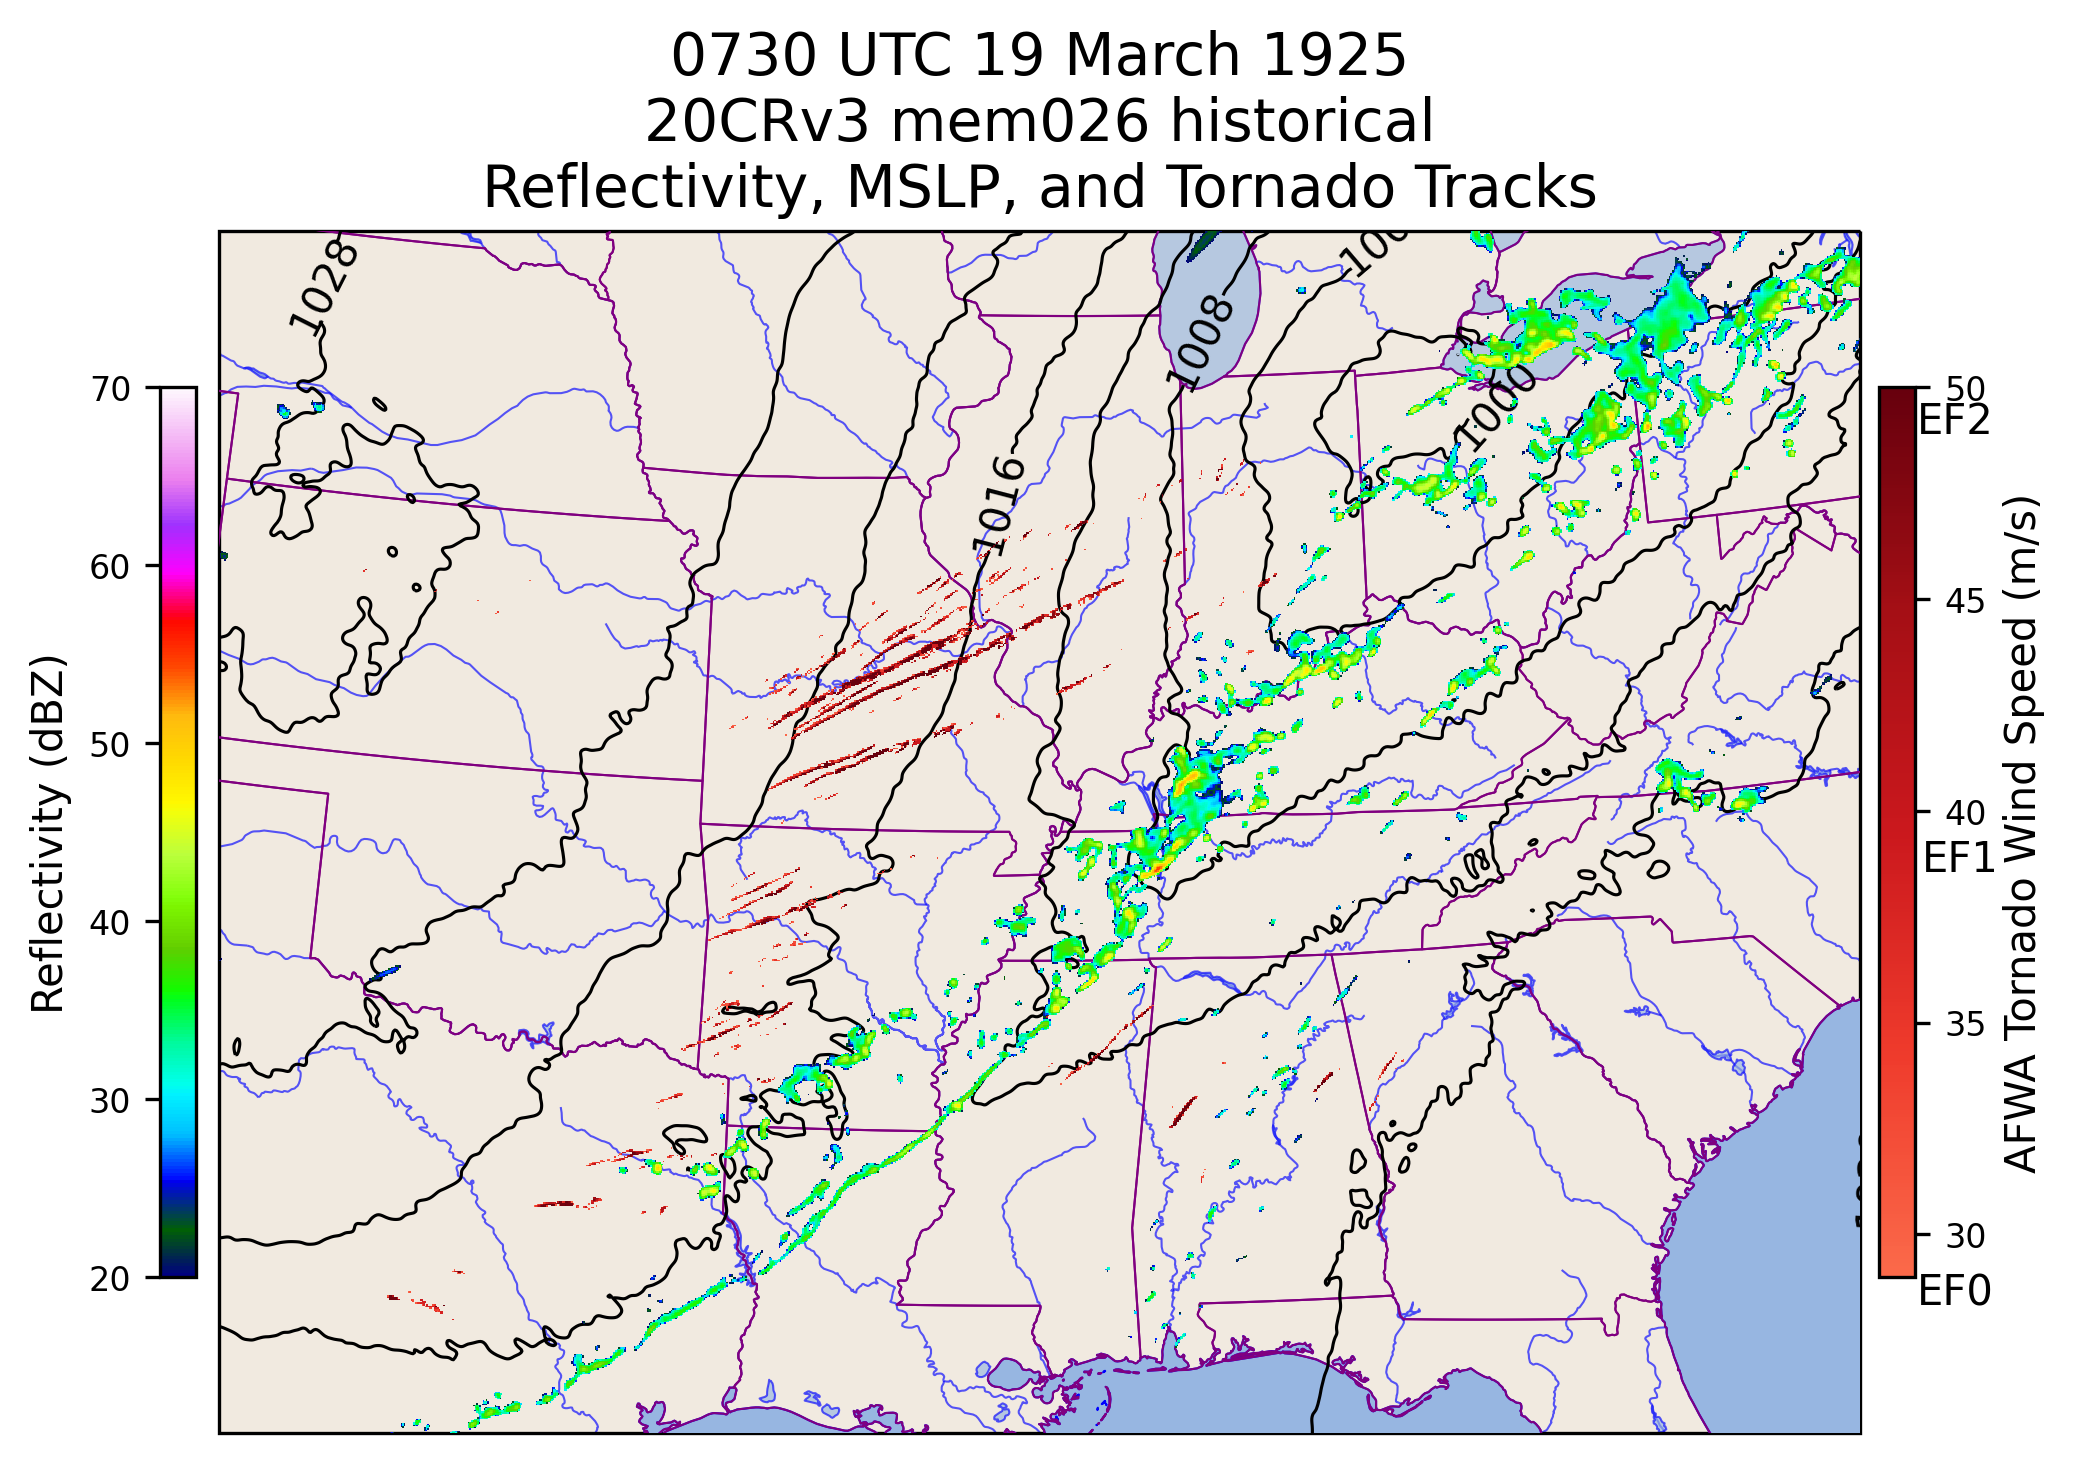 0730 UTC 19 March 1925
20CRv3 mem026 historical
Reflectivity, MSLP, and Tornado Tracks
1028
1008
1000
1016
70
60
50
40
30
20
Reflectivity (dBZ)
50
EF2
45
40
EF1
35
30
EF0
AFWA Tornado Wind Speed (m/s)